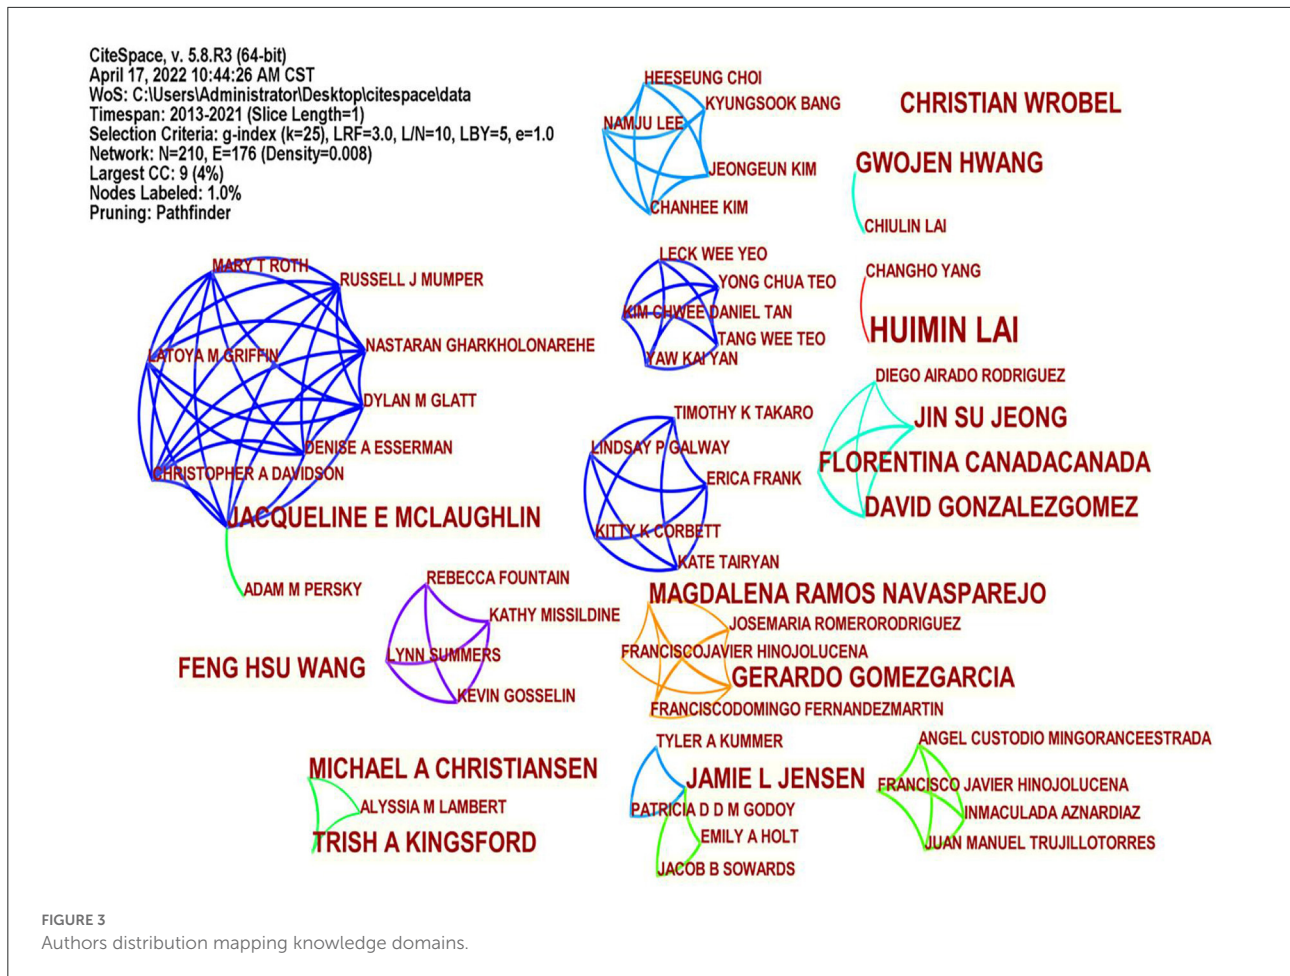 CiteSpace, v. 5.8.R3 (64-bit)
April 17, 2022 10:44:26 AM CST
WoS: C:\Users\Administrator\Desktop\citespace\data
Timespan: 2013-2021 (Slice Length=1)
Selection Criteria: g-index (k=25), LRF=3.0, L/N=10, LBY=5, e=1.0
Network: N=210, E=176 (Density=0.008)
Largest CC: 9 (4%)
Nodes Labeled: 1.0%
Pruning: Pathfinder
HEESEUNG CHOI
KYUNGSOOK BANG
NAMJU LEE
JEONGEUN KIM
CHANHEE KIM
CHRISTIAN WROBEL
GWOJEN HWANG
CHIULIN LAI
MARY T ROTH
RUSSELL J MUMPER
NASTARAN GHARKHOLONAREHE
LATOYA M GRIFFIN
DYLAN M GLATT
DENISE A ESSERMAN
CHRISTOPHER A DAVIDSON
JACQUELINE E MCLAUGHLIN
ADAM M PERSKY
LECK WEE YEO
YONG CHUA TEO
KIM CHWEE DANIEL TAN
TANG WEE TEO
YAW KAI YAN
CHANGHO YANG
HUIMIN LAI
DIEGO AIRADO RODRIGUEZ
JIN SU JEONG
FLORENTINA CANADACANADA
DAVID GONZALEZGOMEZ
TIMOTHY K TAKARO
LINDSAY P GALWAY
ERICA FRANK
KITTY K CORBETT
KATE TAIRYAN
REBECCA FOUNTAIN
KATHY MISSILDINE
LYNN SUMMERS
KEVIN GOSSELIN
FENG HSU WANG
MAGDALENA RAMOS NAVASPAREJO
JOSEMARIA ROMERORODRIGUEZ
FRANCISCOJAVIER HINOJOLUCENA
GERARDO GOMEZGARCIA
FRANCISCODOMINGO FERNANDEZMARTIN
MICHAEL A CHRISTIANSEN
ALYSSIA M LAMBERT
TRISH A KINGSFORD
TYLER A KUMMER
JAMIE L JENSEN
PATRICIA D D M GODOY
EMILY A HOLT
JACOB B SOWARDS
ANGEL CUSTODIO MINGORANCEESTRADA
FRANCISCO JAVIER HINOJOLUCENA
INMACULADA AZNARDIAZ
JUAN MANUEL TRUJILLOTORRES
FIGURE 3
Authors distribution mapping knowledge domains.